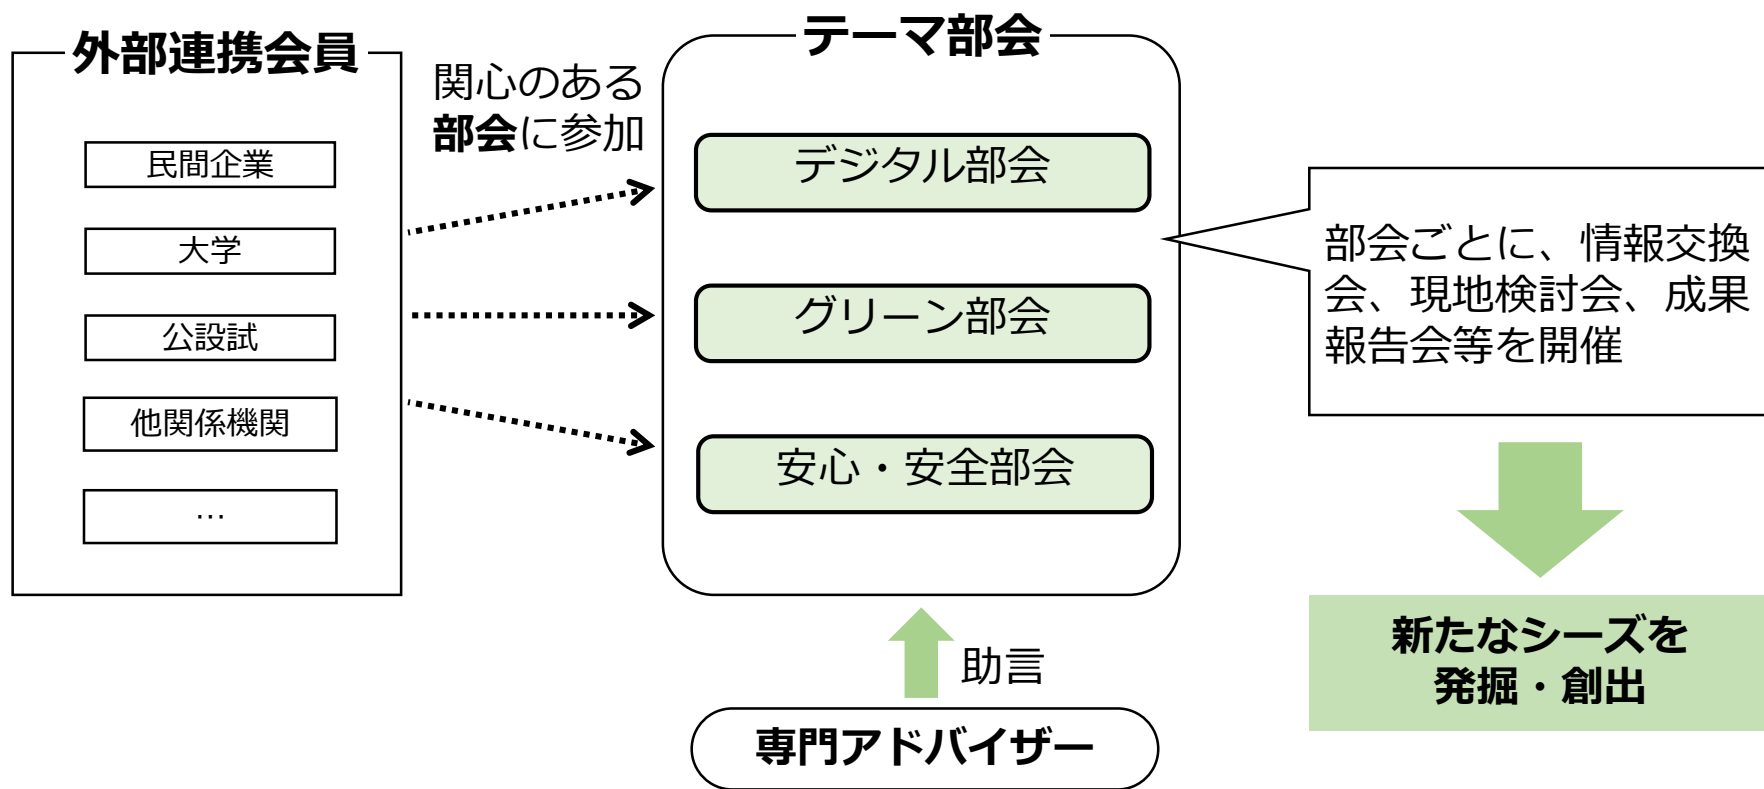 外部連携会員
民間企業
大学
公設試
他関係機関
…
関心のある
部会に参加
テーマ部会
デジタル部会
グリーン部会
安心・安全部会
助言
専門アドバイザー
部会ごとに、情報交換
会、現地検討会、成果
報告会等を開催
新たなシーズを
発掘・創出